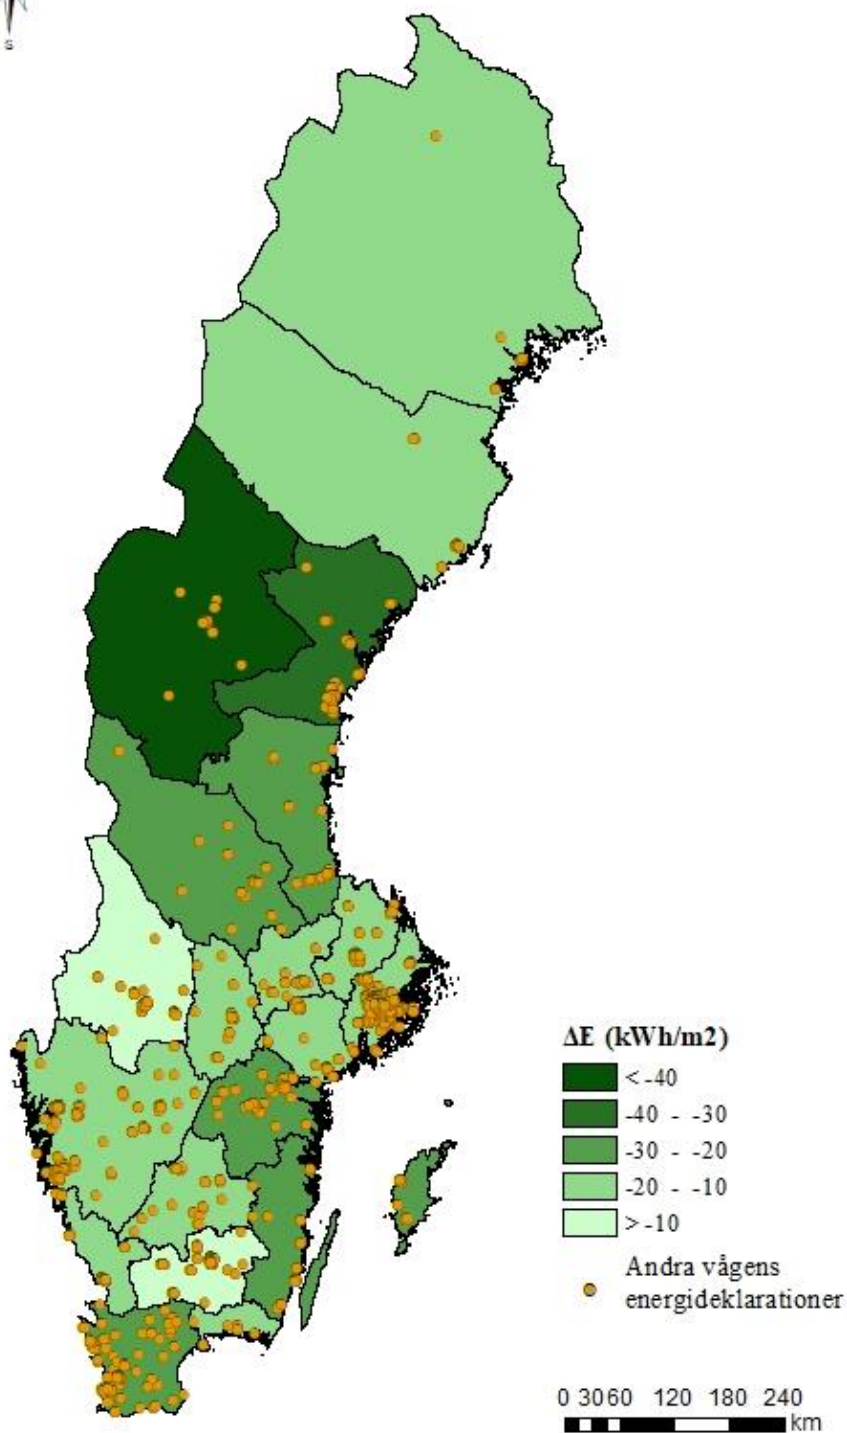 S
ΔE (kWh/m2)
< -40
-40 - -30
-30 - -20
-20 - -10
> -10
Andra vågens
energideklarationer
0 30 60 120 180 240
km